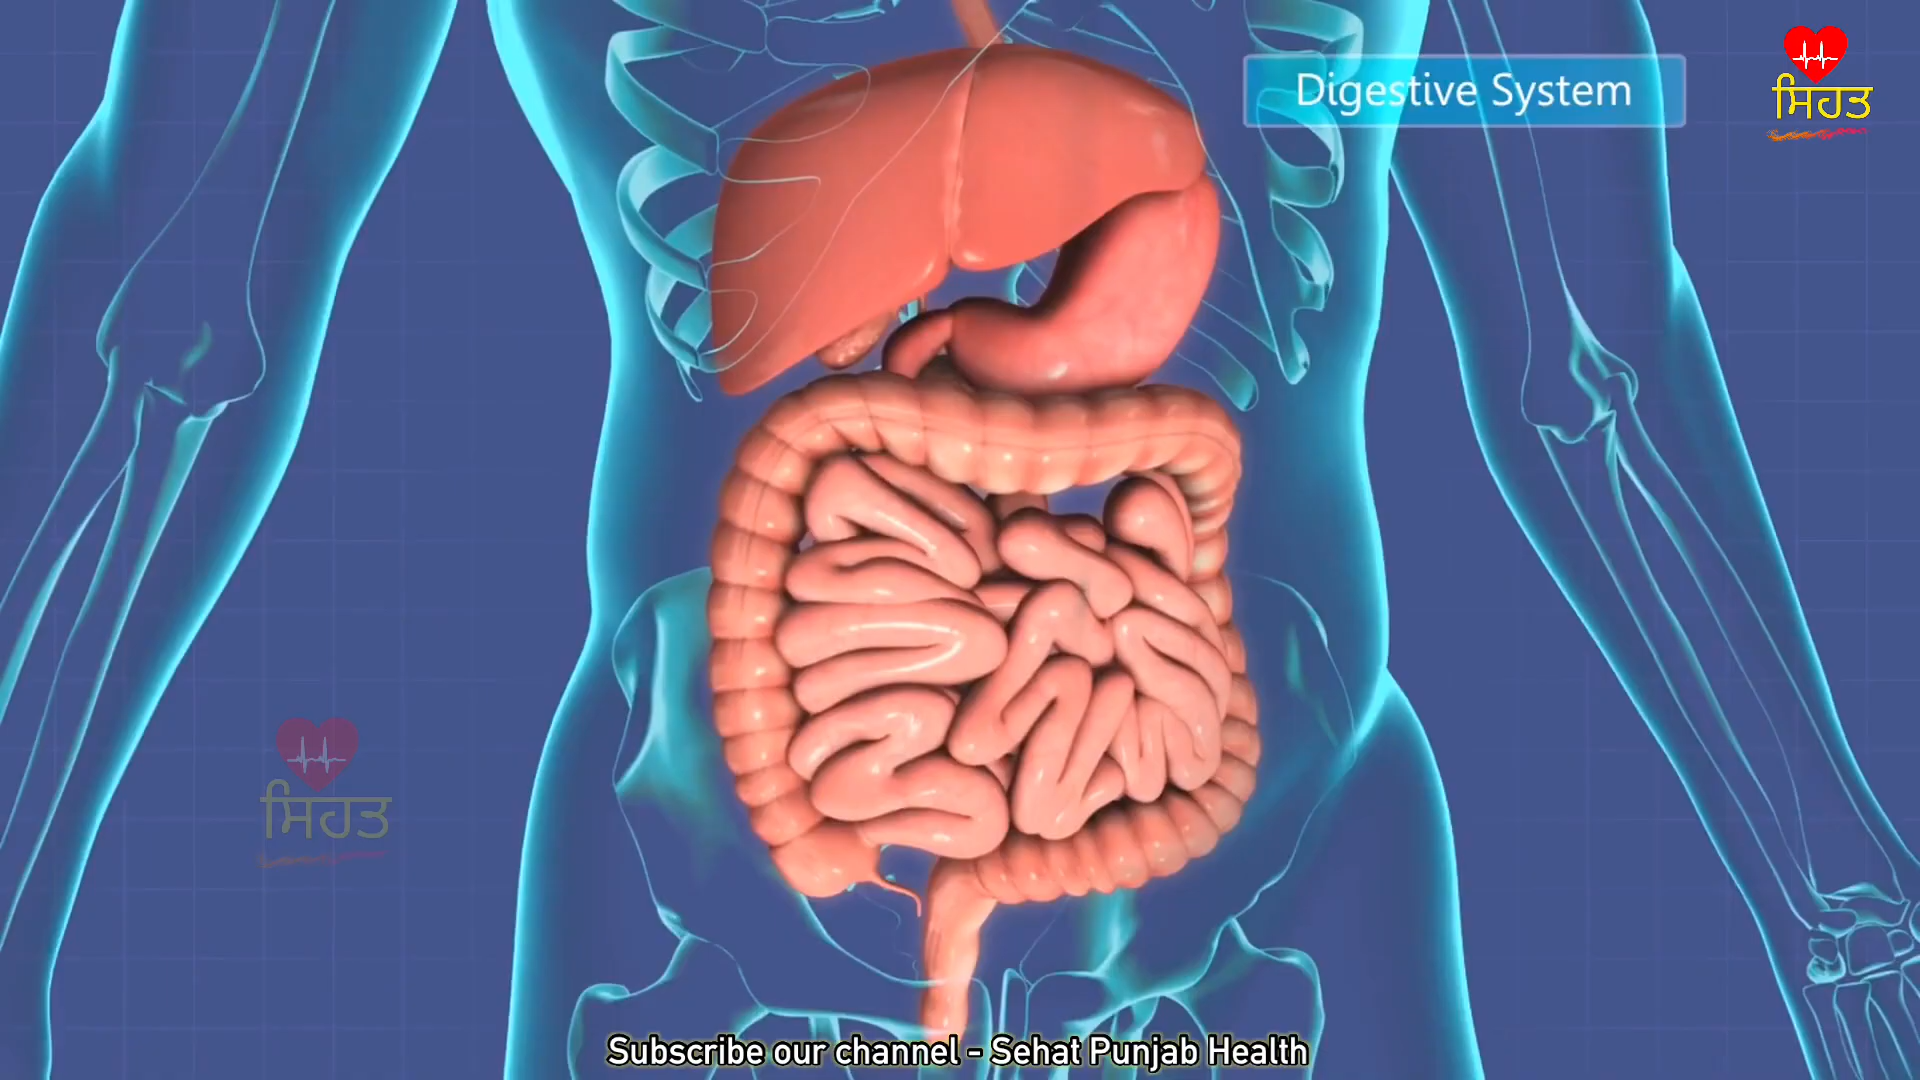 Digestive System
ਸਿਹਤ
ਸਿਹਤ
Subscribe our channel - Sehat Punjab Health